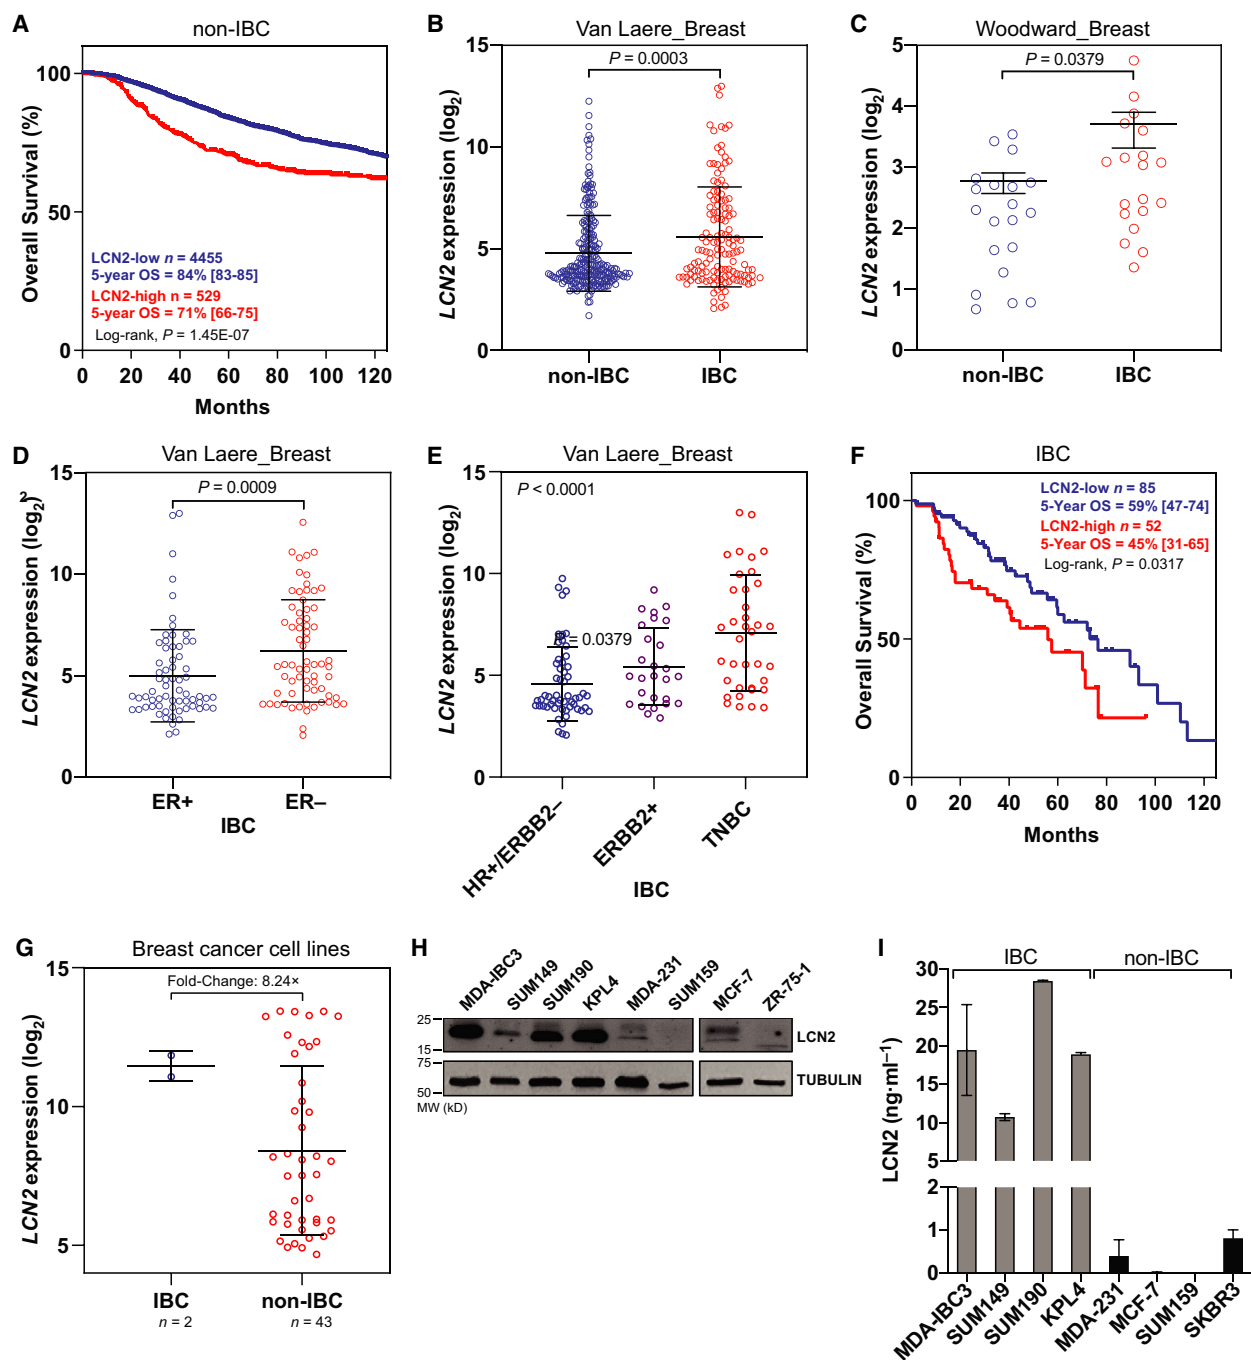 A
non-IBC
Overall Survival (%)
100
50
0
LCN2-low n = 4455
5-year OS = 84% [83-85]
LCN2-high n = 529
5-year OS = 71% [66-75]
Log-rank, P = 1.45E-07
0 20 40 60 80 100 120
Months
B
Van Laere_Breast
P = 0.0003
LCN2 expression (log2)
15
10
5
0
non-IBC IBC
C
Woodward_Breast
P = 0.0379
LCN2 expression (log2)
5
4
3
2
1
0
non-IBC IBC
D
Van Laere_Breast
P = 0.0009
LCN2 expression (log2)
15
10
5
0
ER+ ER–
IBC
E
Van Laere_Breast
P < 0.0001
P = 0.0379
LCN2 expression (log2)
15
10
5
0
HR+/ERBB2– ERBB2+ TNBC
IBC
F
IBC
Overall Survival (%)
100
50
0
LCN2-low n = 85
5-Year OS = 59% [47-74]
LCN2-high n = 52
5-Year OS = 45% [31-65]
Log-rank, P = 0.0317
0 20 40 60 80 100 120
Months
G
Breast cancer cell lines
Fold-Change: 8.24×
LCN2 expression (log2)
15
10
5
IBC non-IBC
n = 2 n = 43
H
MDA-IBC3 SUM149 SUM190 KPL4 MDA-231 SUM159 MCF-7 ZR-75-1
25
15
LCN2
75
50
TUBULIN
MW (kD)
I
IBC non-IBC
LCN2 (ng·ml–1)
30
25
20
15
10
5
2
1
0
MDA-IBC3 SUM149 SUM190 KPL4 MDA-231 MCF-7 SUM159 SKBR3